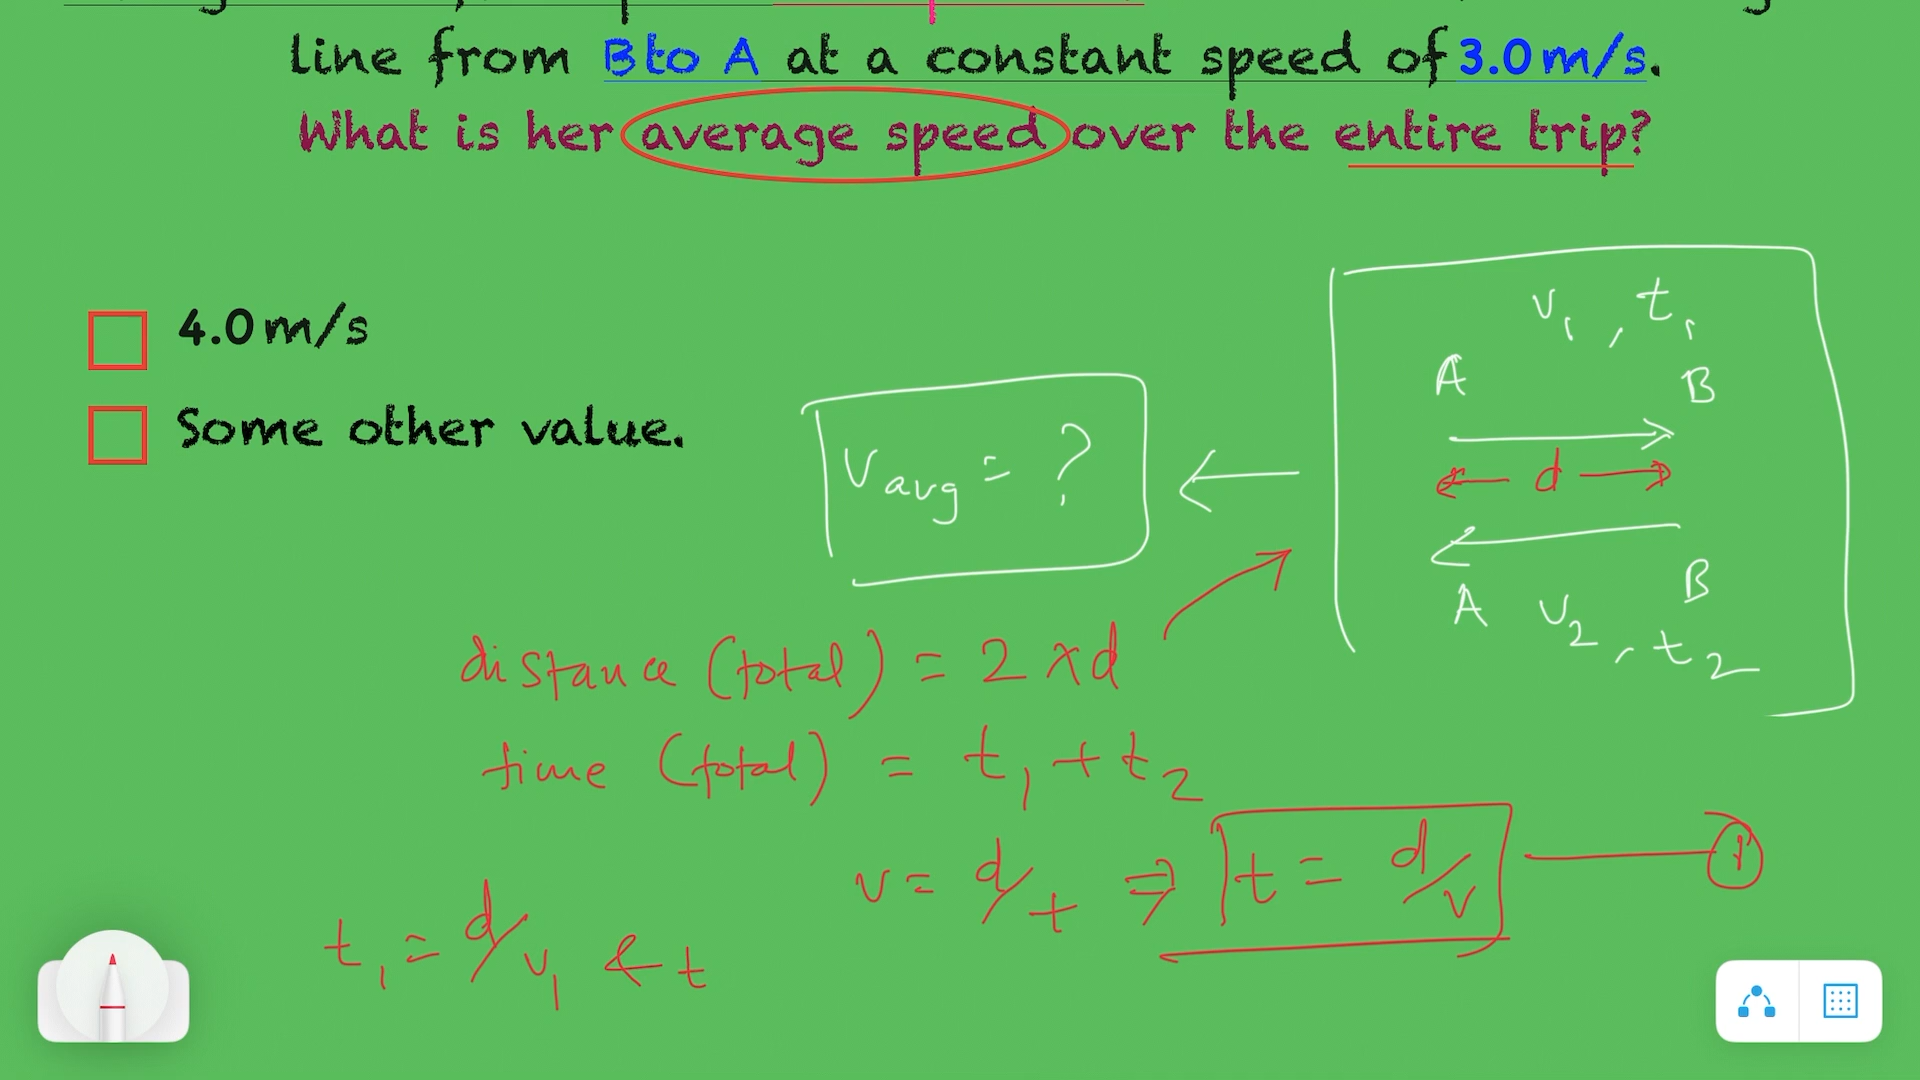 line from B to A at a constant speed of 3.0 m/s.
What is her average speed over the entire trip?
4.0 m/s
Some other value.
Vavg = ?
v₁, t₁
A B
← d →
A v₂, t₂ B
distance (total) = 2 × d
time (total) = t₁ + t₂
v = d/t ⇒ t = d/v 1
t₁ = d/v₁ & t